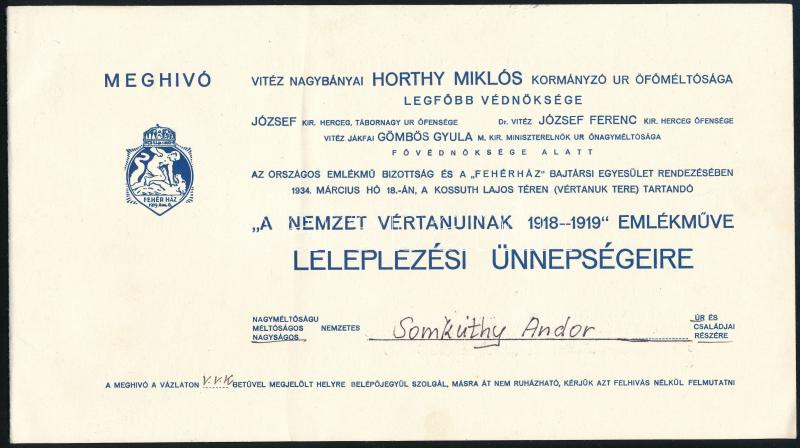 MEGHIVÓ
VITÉZ NAGYBÁNYAI HORTHY MIKLÓS KORMÁNYZÓ UR ŐFŐMÉLTÓSÁGA
LEGFŐBB VÉDNÖKSÉGE
JÓZSEF KIR. HERCEG, TÁBORNAGY UR ŐFENSÉGE Dr. VITÉZ JÓZSEF FERENC KIR. HERCEG ŐFENSÉGE
VITÉZ JÁKFAI GÖMBÖS GYULA M. KIR. MINISZTERELNÖK UR ŐNAGYMÉLTÓSÁGA
FŐVÉDNÖKSÉGE ALATT
FEHÉR HÁZ
AZ ORSZÁGOS EMLÉKMŰ BIZOTTSÁG ÉS A „FEHÉRHÁZ" BAJTÁRSI EGYESÜLET RENDEZÉSÉBEN
1934. MÁRCIUS HÓ 18.-ÁN, A KOSSUTH LAJOS TÉREN (VÉRTANUK TERE) TARTANDÓ
„A NEMZET VÉRTANUINAK 1918--1919" EMLÉKMŰVE
LELEPLEZÉSI ÜNNEPSÉGEIRE
NAGYMÉLTÓSÁGU
MÉLTÓSÁGOS NEMZETES Somkúthy Andor
NAGYSÁGOS
ÚR ÉS
CSALÁDJAI
RÉSZÉRE
A MEGHIVÓ A VÁZLATON V.V.K. BETŰVEL MEGJELÖLT HELYRE BELÉPŐJEGYÜL SZOLGÁL, MÁSRA ÁT NEM RUHÁZHATÓ, KÉRJÜK AZT FELHIVÁS NÉLKÜL FELMUTATNI